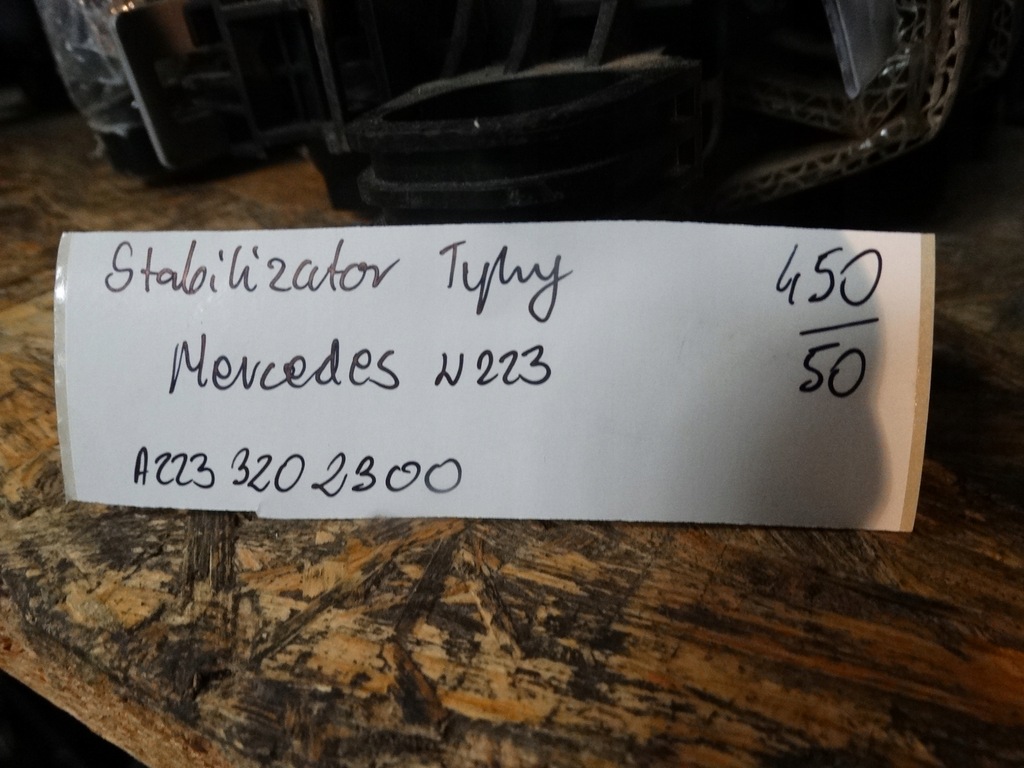 Stabilizator Tylny
450
Mercedes W223
50
A223 320 2300